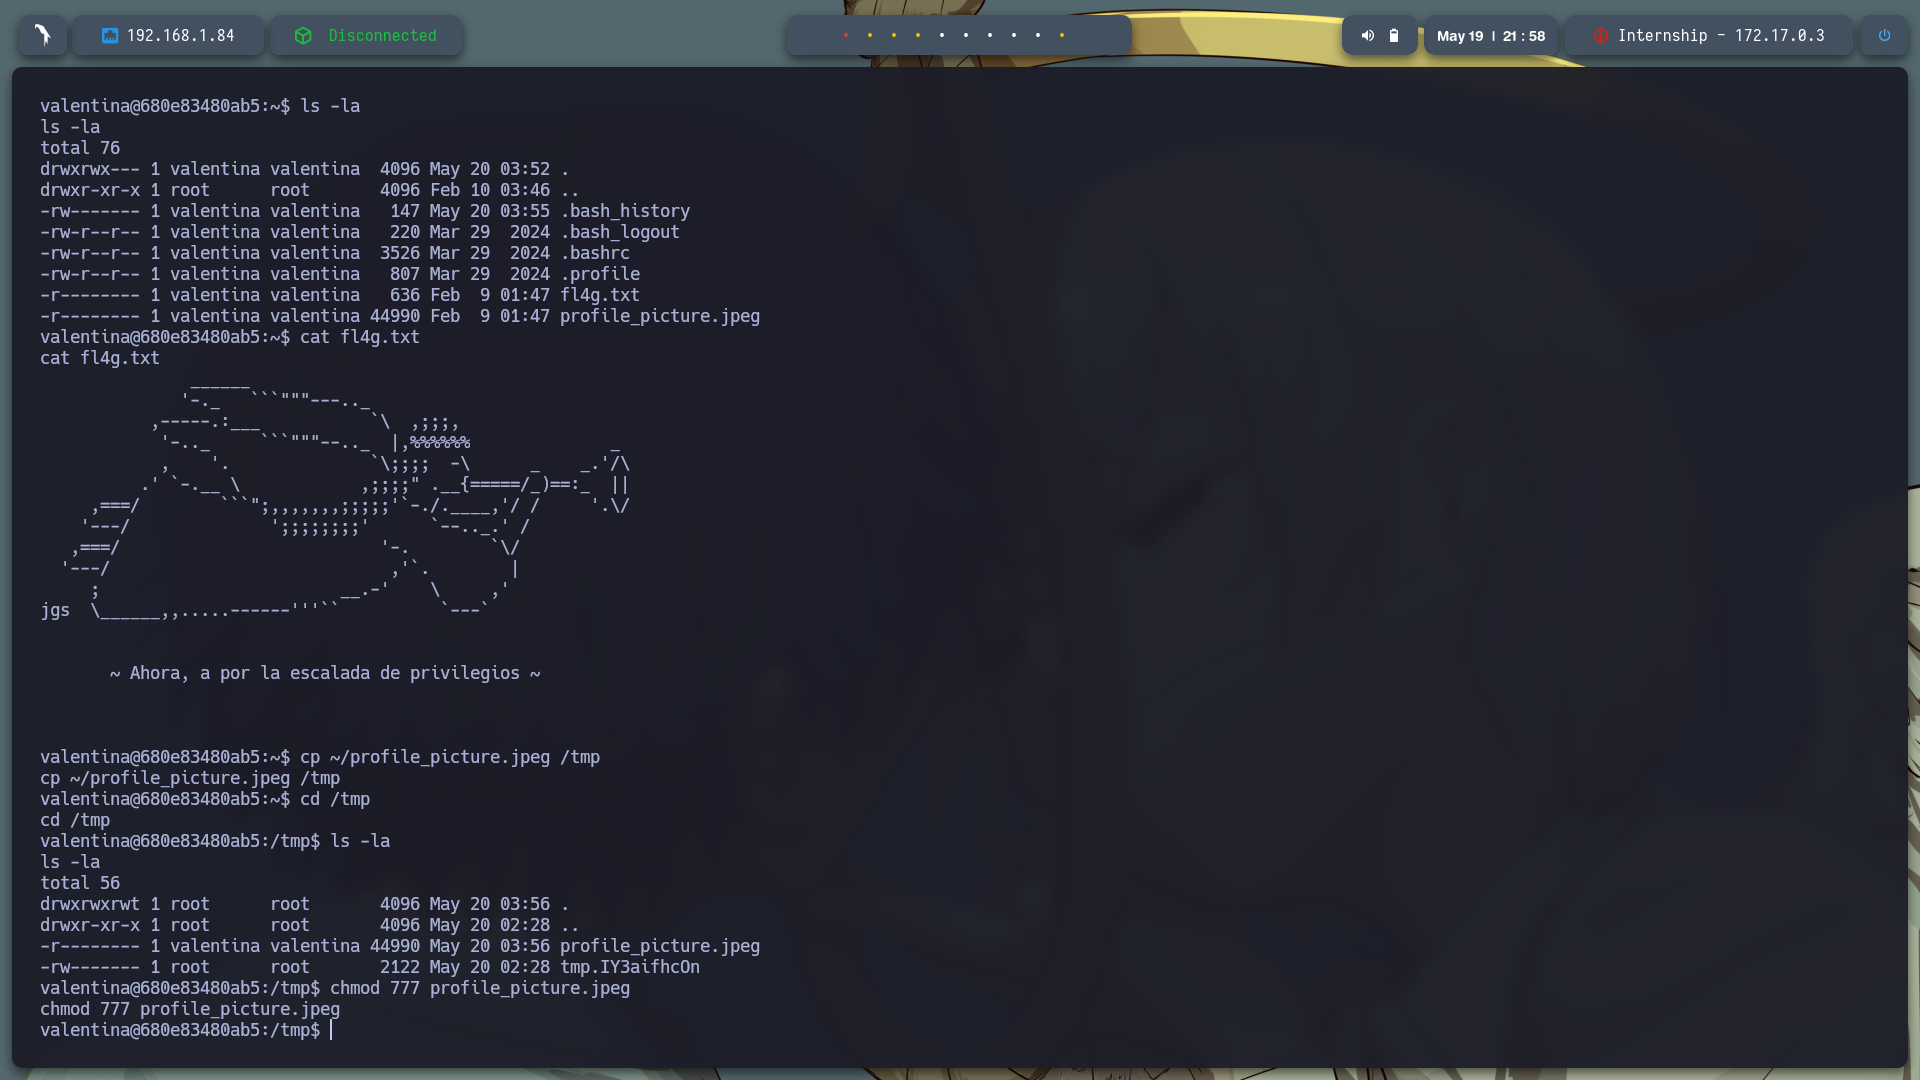 192.168.1.84 Disconnected May 19 | 21 : 58 Internship - 172.17.0.3
valentina@680e83480ab5:~$ ls -la
ls -la
total 76
drwxrwx--- 1 valentina valentina  4096 May 20 03:52 .
drwxr-xr-x 1 root      root       4096 Feb 10 03:46 ..
-rw------- 1 valentina valentina   147 May 20 03:55 .bash_history
-rw-r--r-- 1 valentina valentina   220 Mar 29  2024 .bash_logout
-rw-r--r-- 1 valentina valentina  3526 Mar 29  2024 .bashrc
-rw-r--r-- 1 valentina valentina   807 Mar 29  2024 .profile
-r-------- 1 valentina valentina   636 Feb  9 01:47 fl4g.txt
-r-------- 1 valentina valentina 44990 Feb  9 01:47 profile_picture.jpeg
valentina@680e83480ab5:~$ cat fl4g.txt
cat fl4g.txt
               ______
              '-._   ```"""---.._
           ,-----.:___           `\  ,;;;,
            '-.._     ```"""--.._  |,%%%%%%              _
            ,    '.              `\;;;;  -\      _    _.'/\
          .' `-.__ \            ,;;;;" .__{=====/_)==:_  ||
     ,===/        ```";,,,,,,,;;;;;'`-./.____,'/ /     '.\/
    '---/              ';;;;;;;;'      `--.._.' /
   ,===/                          '-.        `\/
  '---/                            ,'`.        |
     ;                        __.-'    \     ,'
jgs  \______,,.....------'''``          `---`
~ Ahora, a por la escalada de privilegios ~
valentina@680e83480ab5:~$ cp ~/profile_picture.jpeg /tmp
cp ~/profile_picture.jpeg /tmp
valentina@680e83480ab5:~$ cd /tmp
cd /tmp
valentina@680e83480ab5:/tmp$ ls -la
ls -la
total 56
drwxrwxrwt 1 root      root       4096 May 20 03:56 .
drwxr-xr-x 1 root      root       4096 May 20 02:28 ..
-r-------- 1 valentina valentina 44990 May 20 03:56 profile_picture.jpeg
-rw------- 1 root      root       2122 May 20 02:28 tmp.IY3aifhcOn
valentina@680e83480ab5:/tmp$ chmod 777 profile_picture.jpeg
chmod 777 profile_picture.jpeg
valentina@680e83480ab5:/tmp$